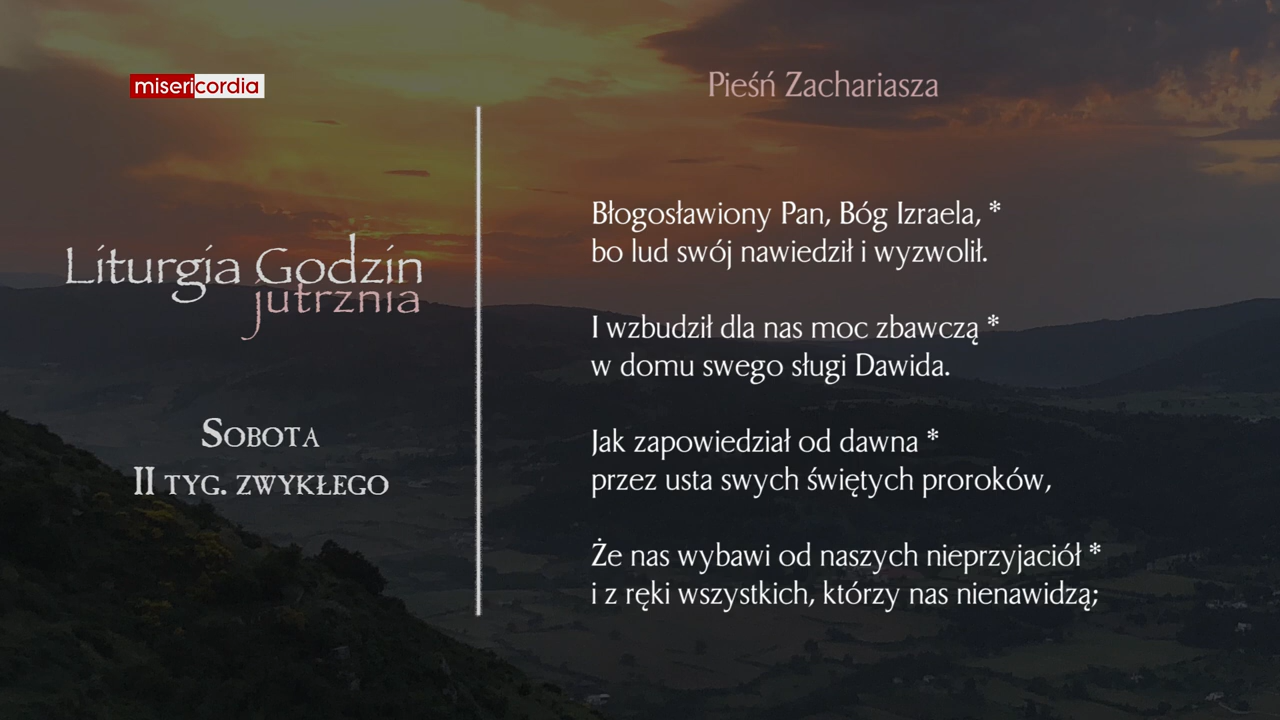 misericordia
Liturgia Godzin
jutrznia
Sobota
II tyg. zwykłego
Pieśń Zachariasza
Błogosławiony Pan, Bóg Izraela, *
bo lud swój nawiedził i wyzwolił.
I wzbudził dla nas moc zbawczą *
w domu swego sługi Dawida.
Jak zapowiedział od dawna *
przez usta swych świętych proroków,
Że nas wybawi od naszych nieprzyjaciół *
i z ręki wszystkich, którzy nas nienawidzą;